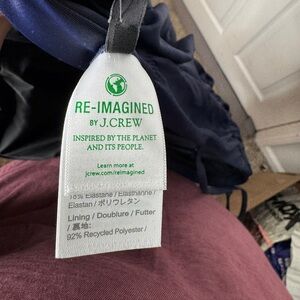 RE-IMAGINED
BY J.CREW
INSPIRED BY THE PLANET
AND ITS PEOPLE.
Learn more at
jcrew.com/reimagined
Elastane / Elasthanne /
Elastan / ポリウレタン
Lining / Doublure / Futter
/ 裏地:
92% Recycled Polyester /